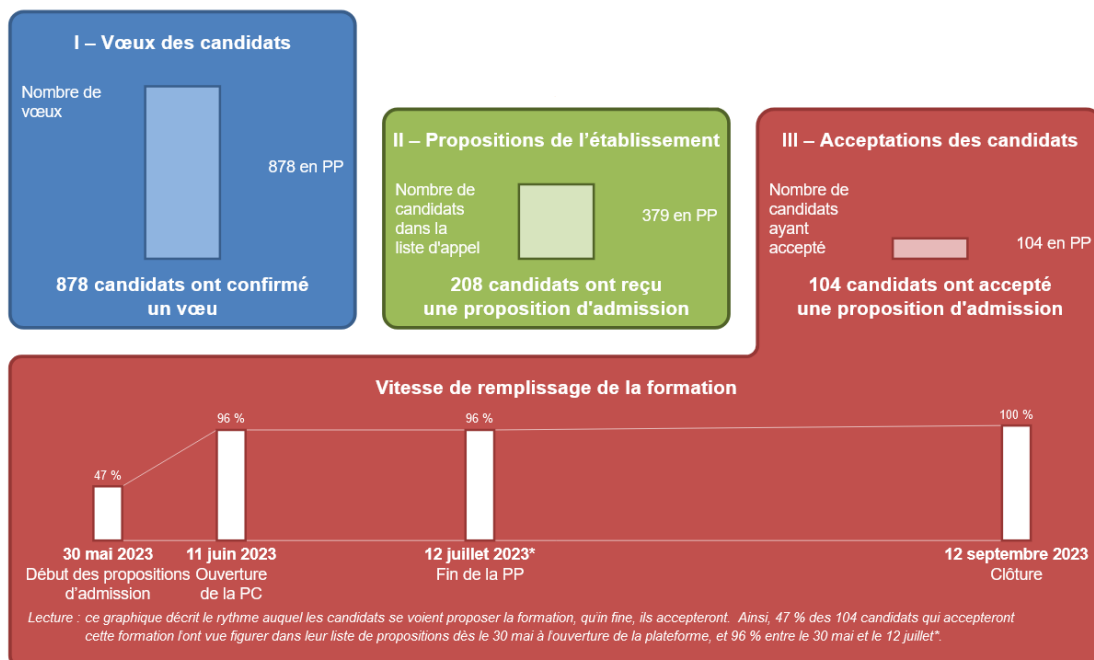 I – Vœux des candidats
Nombre de
vœux
878 en PP
878 candidats ont confirmé
un vœu
II – Propositions de l'établissement
Nombre de
candidats
dans la
liste d'appel
379 en PP
208 candidats ont reçu
une proposition d'admission
III – Acceptations des candidats
Nombre de
candidats
ayant
accepté
104 en PP
104 candidats ont accepté
une proposition d'admission
Vitesse de remplissage de la formation
47 %
96 %
96 %
100 %
30 mai 2023
Début des propositions
d'admission
11 juin 2023
Ouverture
de la PC
12 juillet 2023*
Fin de la PP
12 septembre 2023
Clôture
Lecture : ce graphique décrit le rythme auquel les candidats se voient proposer la formation, qu'in fine, ils accepteront. Ainsi, 47 % des 104 candidats qui accepteront
cette formation l'ont vue figurer dans leur liste de propositions dès le 30 mai à l'ouverture de la plateforme, et 96 % entre le 30 mai et le 12 juillet*.